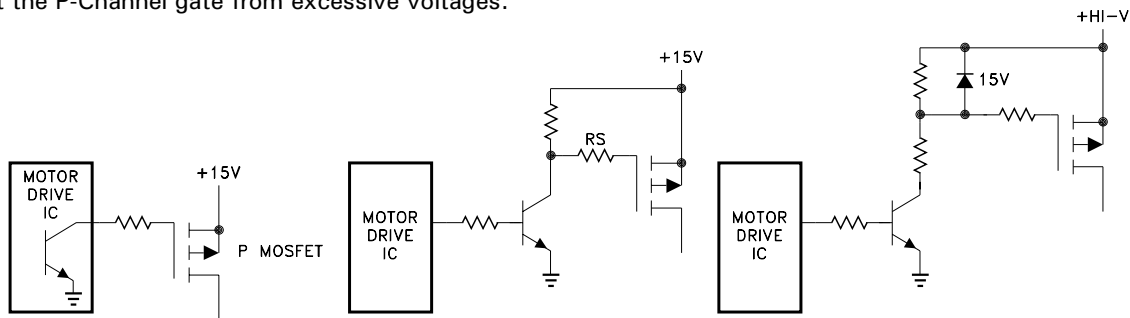 t the P-Channel gate from excessive voltages.
+HI-V
+15V
15V
RS
MOTOR
DRIVE
IC
+15V
P MOSFET
MOTOR
DRIVE
IC
MOTOR
DRIVE
IC